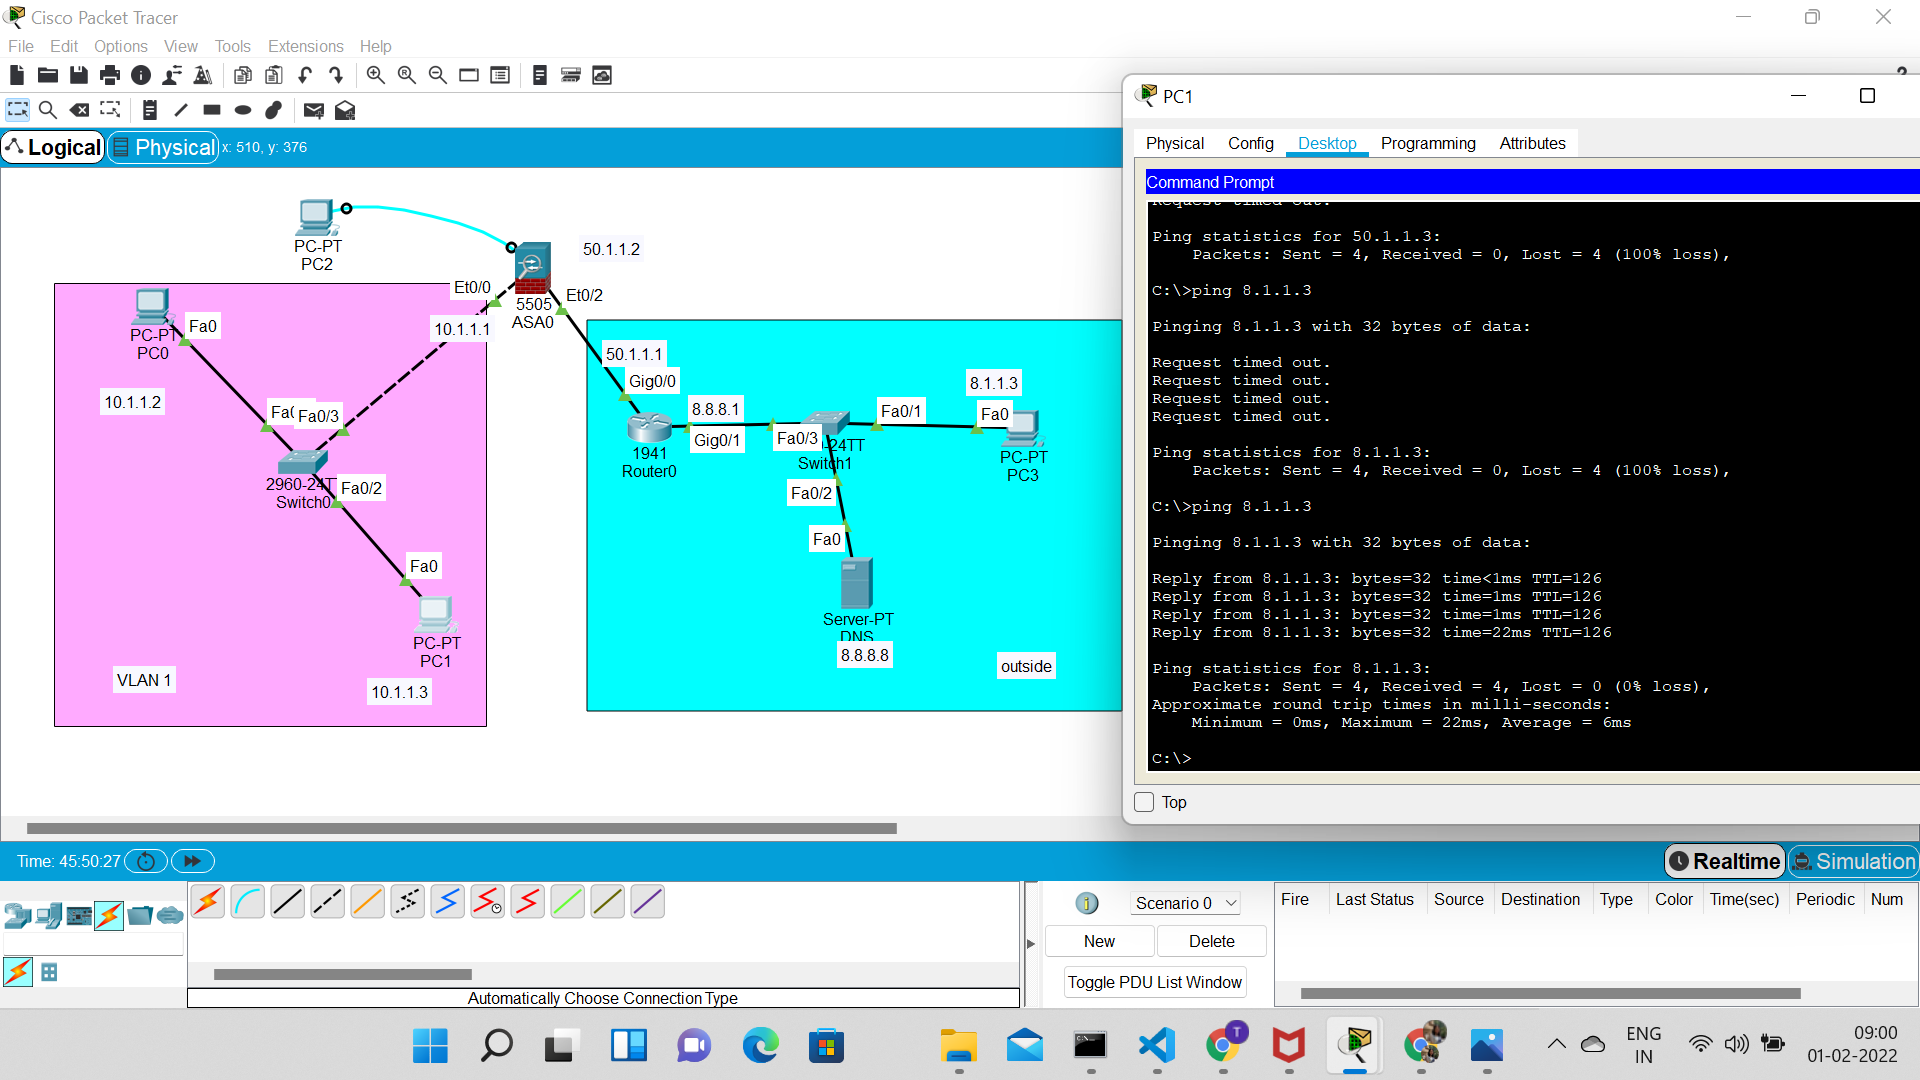 Cisco Packet Tracer
File Edit Options View Tools Extensions Help
Logical
Physical
x: 510, y: 376
PC-PT
PC2
50.1.1.2
Et0/0
Et0/2
5505
ASA0
10.1.1.1
PC-PT
PC0
Fa0
10.1.1.2
Fa0/3
2960-24T
Switch0
Fa0/2
Fa0
PC-PT
PC1
VLAN 1
10.1.1.3
50.1.1.1
Gig0/0
8.8.8.1
Gig0/1
1941
Router0
Fa0/3
-24TT
Switch1
Fa0/1
8.1.1.3
Fa0
PC-PT
PC3
Fa0/2
Fa0
Server-PT
DNS
8.8.8.8
outside
PC1
Physical Config Desktop Programming Attributes
Command Prompt
Request timed out.
Ping statistics for 50.1.1.3:
Packets: Sent = 4, Received = 0, Lost = 4 (100% loss),
C:\>ping 8.1.1.3
Pinging 8.1.1.3 with 32 bytes of data:
Request timed out.
Request timed out.
Request timed out.
Request timed out.
Ping statistics for 8.1.1.3:
Packets: Sent = 4, Received = 0, Lost = 4 (100% loss),
C:\>ping 8.1.1.3
Pinging 8.1.1.3 with 32 bytes of data:
Reply from 8.1.1.3: bytes=32 time<1ms TTL=126
Reply from 8.1.1.3: bytes=32 time=1ms TTL=126
Reply from 8.1.1.3: bytes=32 time=1ms TTL=126
Reply from 8.1.1.3: bytes=32 time=22ms TTL=126
Ping statistics for 8.1.1.3:
Packets: Sent = 4, Received = 4, Lost = 0 (0% loss),
Approximate round trip times in milli-seconds:
Minimum = 0ms, Maximum = 22ms, Average = 6ms
C:\>
Top
Time: 45:50:27
Realtime
Simulation
Scenario 0
New
Delete
Toggle PDU List Window
Fire Last Status Source Destination Type Color Time(sec) Periodic Num
Automatically Choose Connection Type
T
ENG
IN
09:00
01-02-2022